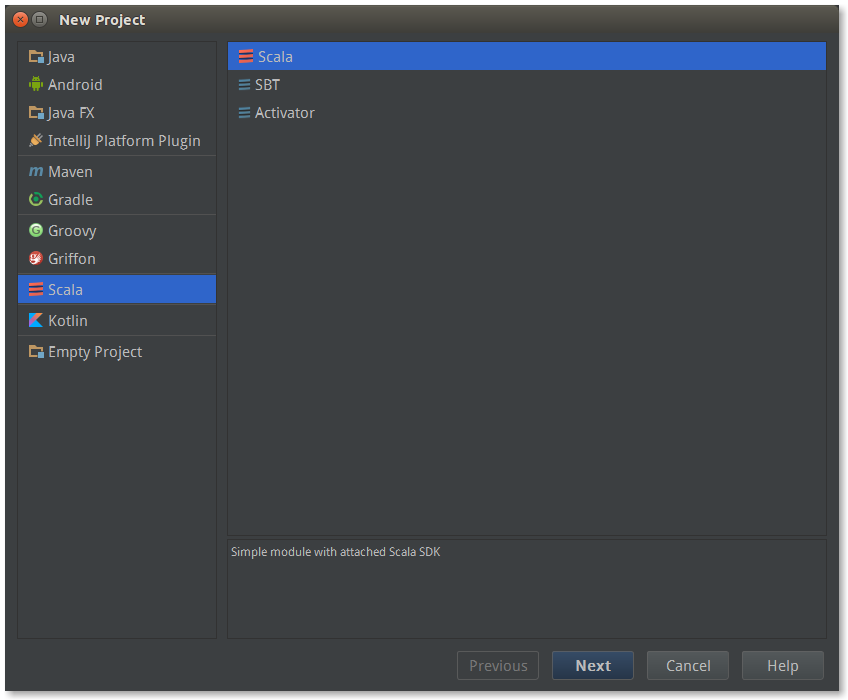 New Project
Java
Android
Java FX
IntelliJ Platform Plugin
Maven
Gradle
Groovy
Griffon
Scala
Kotlin
Empty Project
Scala
SBT
Activator
Simple module with attached Scala SDK
Previous
Next
Cancel
Help